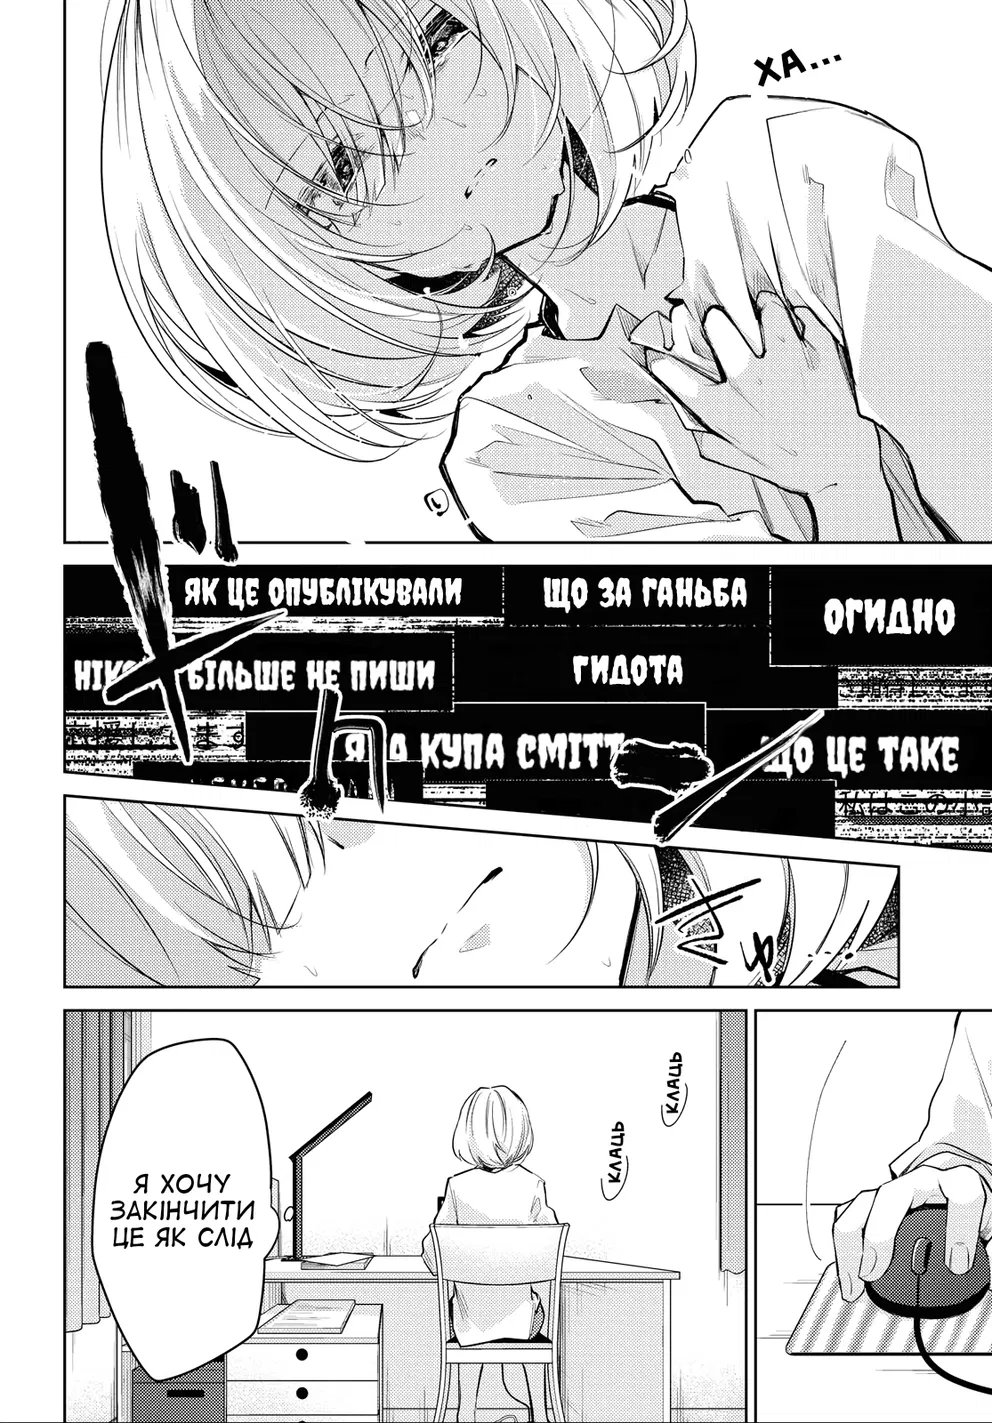 ХА...
ЯК ЦЕ ОПУБЛІКУВАЛИ
ЩО ЗА ГАНЬБА
ОГИДНО
БІЛЬШЕ НЕ ПИШИ
ГИДОТА
КУПА СМІТТ
ЩО ЦЕ ТАКЕ
КЛАЦЬ
КЛАЦЬ
Я ХОЧУ
ЗАКІНЧИТИ
ЦЕ ЯК СЛІД